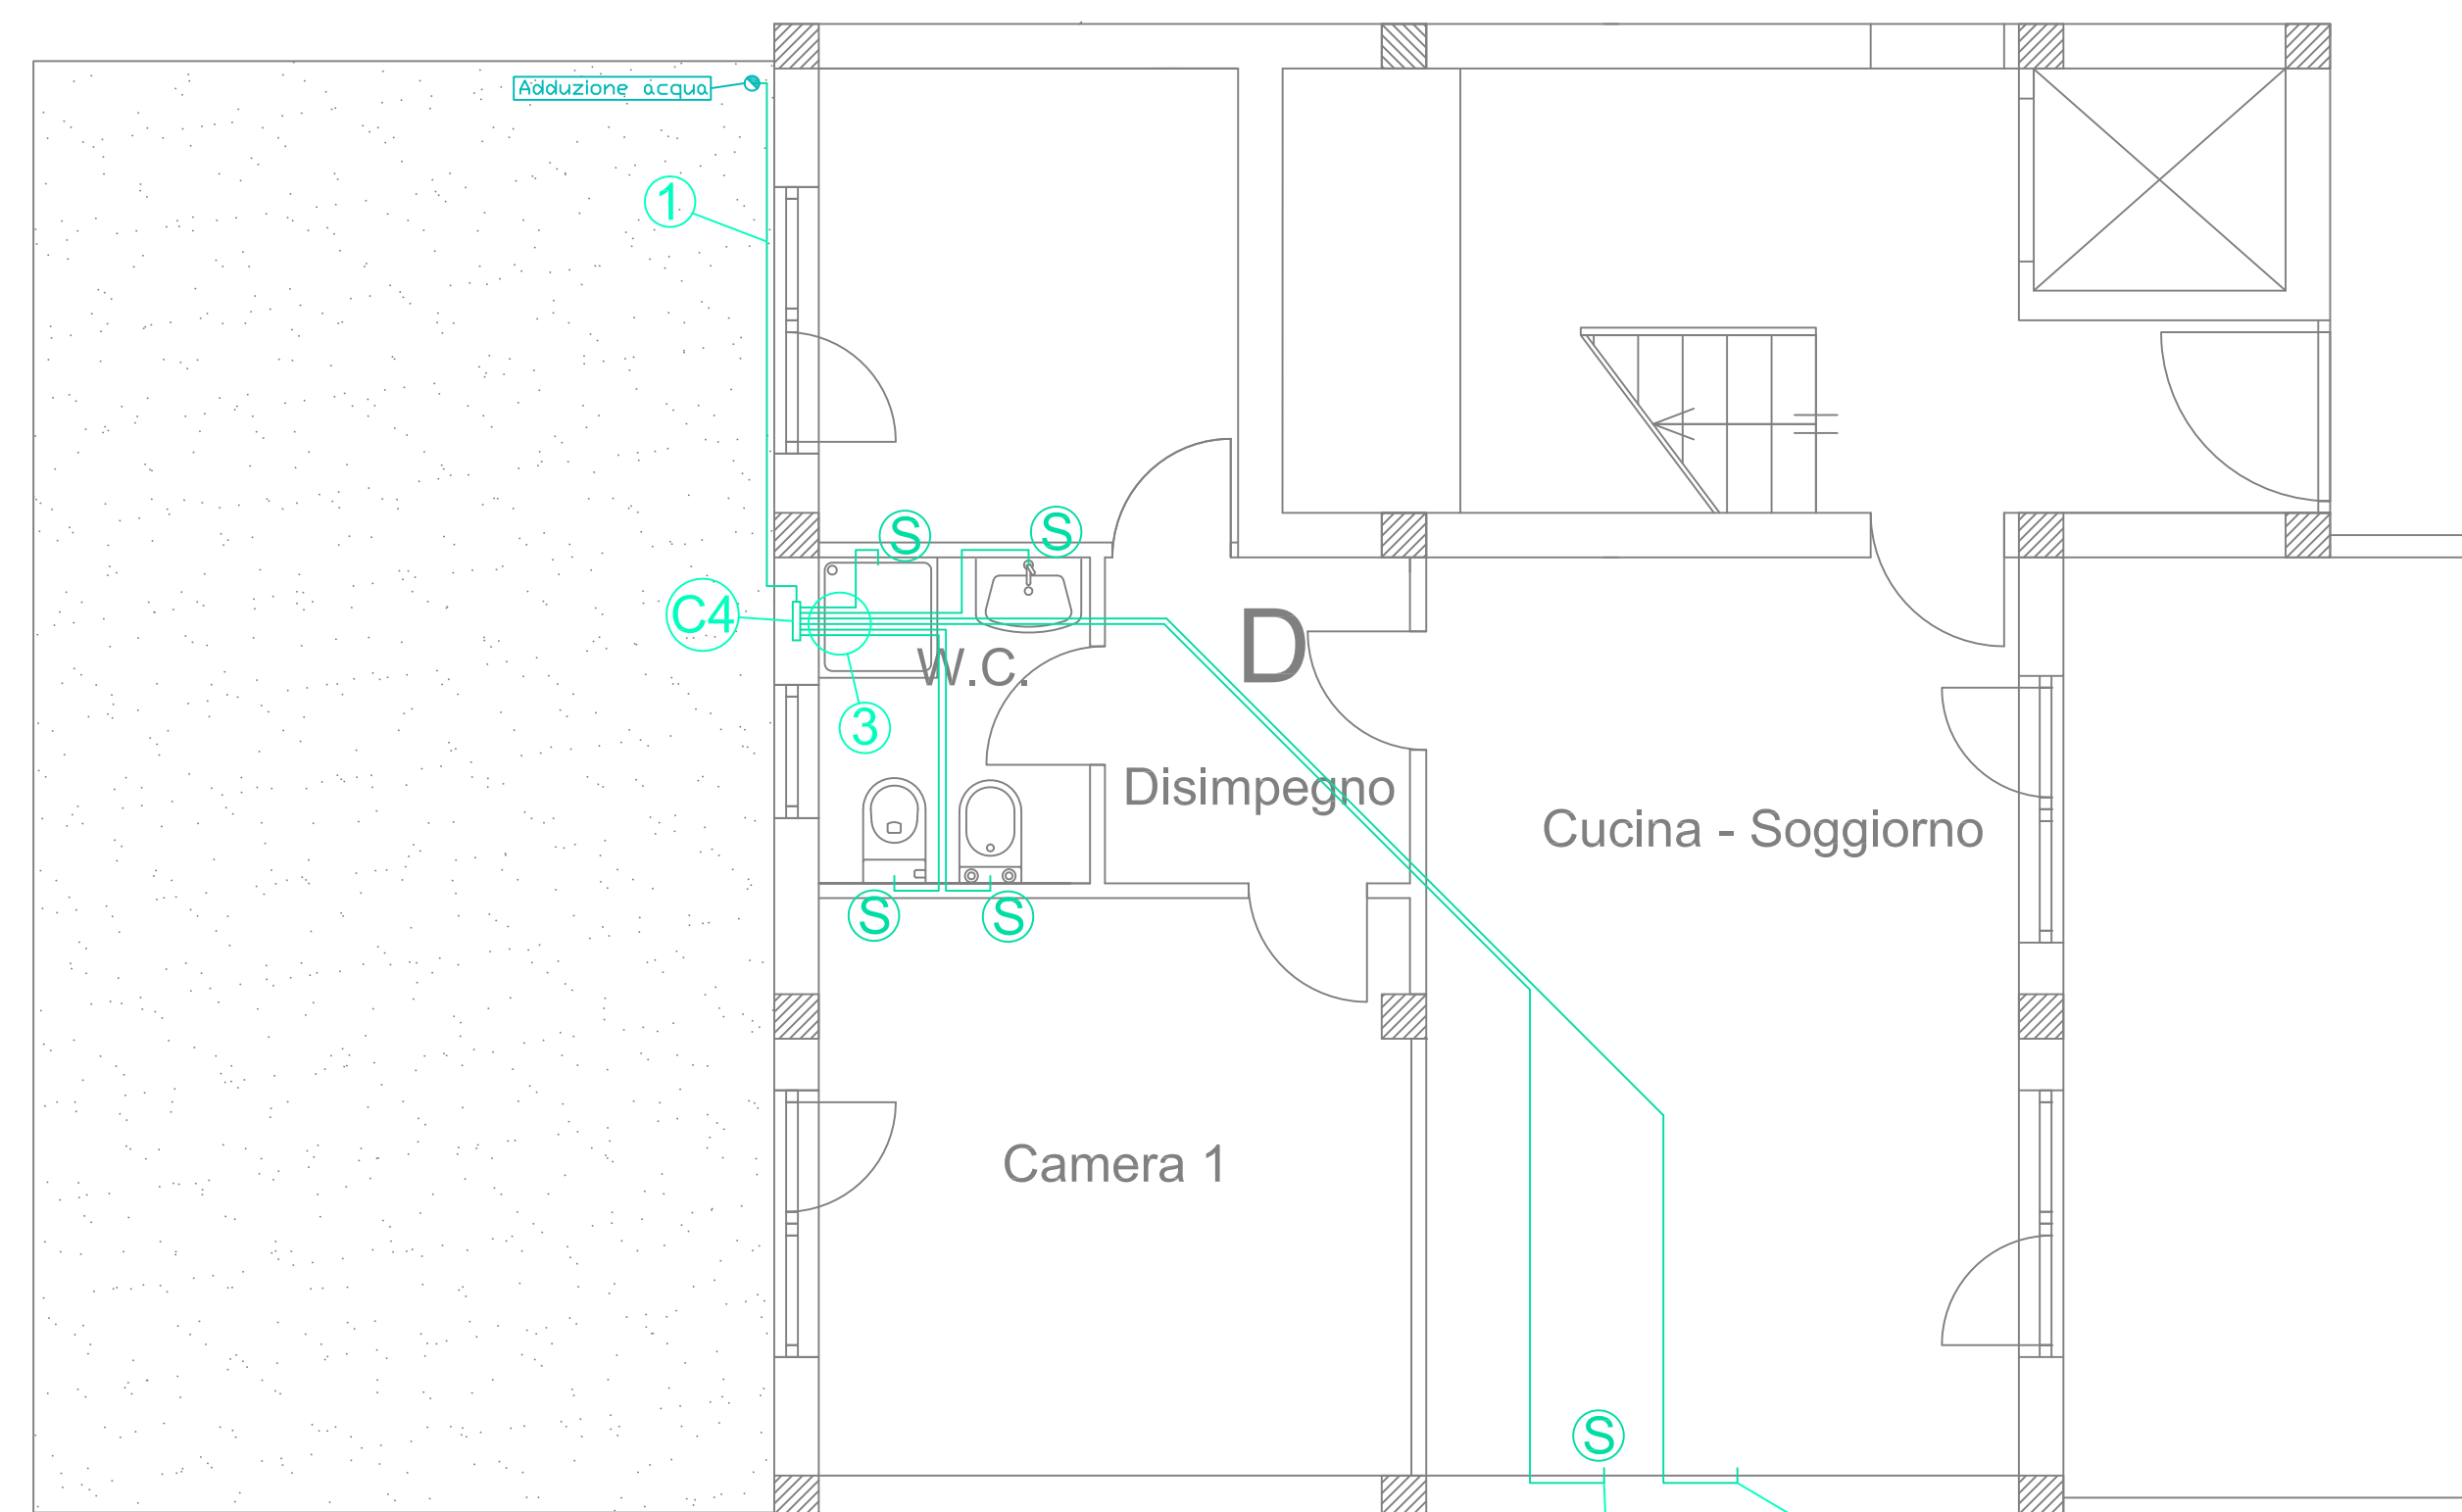 Adduzione acqua
1
S
S
C4
D
W.C.
3
Disimpegno
Cucina - Soggiorno
S
S
Camera 1
S